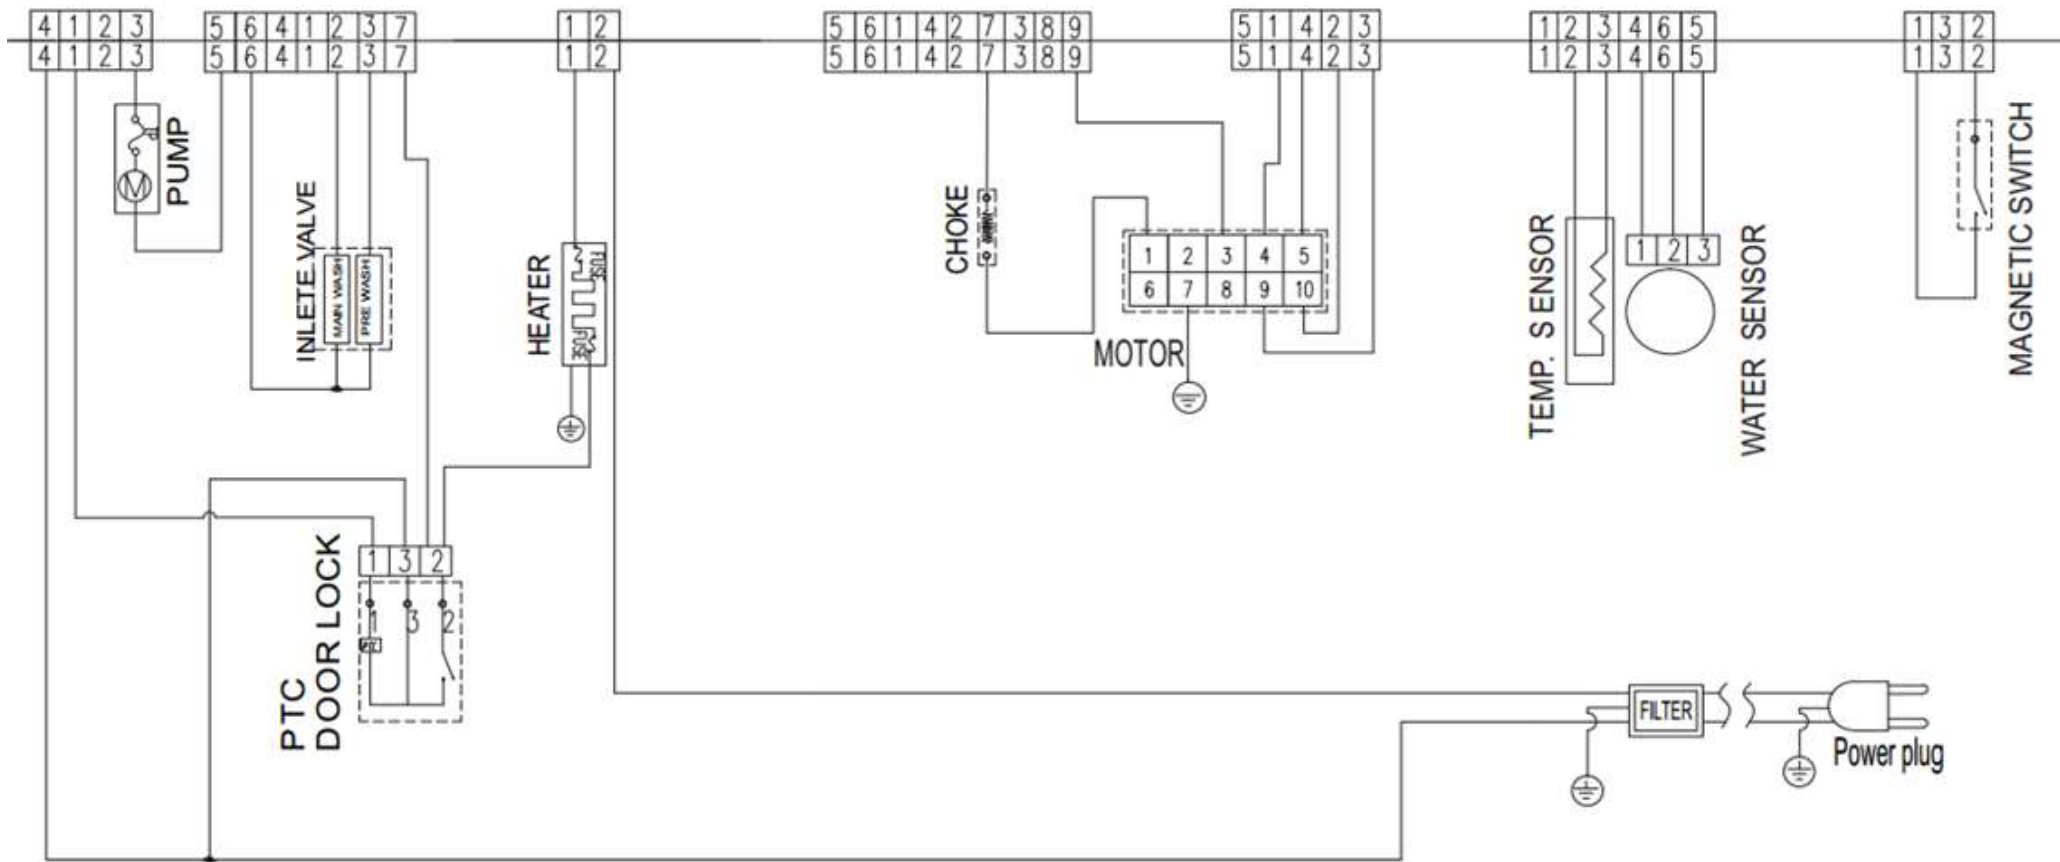 4 1 2 3 5 6 4 1 2 3 7 1 2 5 6 1 4 2 7 3 8 9 5 1 4 2 3 1 2 3 4 6 5 1 3 2
4 1 2 3 5 6 4 1 2 3 7 1 2 5 6 1 4 2 7 3 8 9 5 1 4 2 3 1 2 3 4 6 5 1 3 2
PUMP
M
INLETE VALVE
MAIN WASH
PRE WASH
HEATER
FUSE
FUSE
CHOKE
1 2 3 4 5
6 7 8 9 10
MOTOR
TEMP. S ENSOR
1 2 3
WATER SENSOR
MAGNETIC SWITCH
PTC
DOOR LOCK
1 3 2
1 3 2
FILTER
Power plug